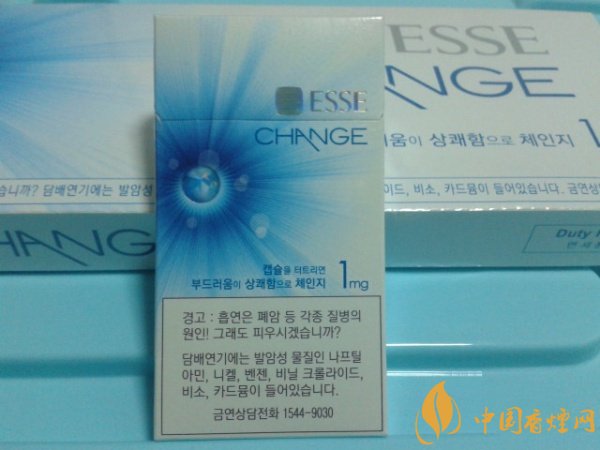 ESSE
CHANGE
움이 상쾌함으로 체인지 1
습니까? 담배연기에는 발암성
라이드, 비소, 카드뮴이 들어있습니다. 금연상
HANGE
Duty
면세
ESSE
CHANGE
캡슐을 터트리면
부드러움이 상쾌함으로 체인지 1mg
경고 : 흡연은 폐암 등 각종 질병의
원인! 그래도 피우시겠습니까?
담배연기에는 발암성 물질인 나프틸
아민, 니켈, 벤젠, 비닐 크롤라이드,
비소, 카드뮴이 들어있습니다.
금연상담전화 1544-9030
中国香烟网